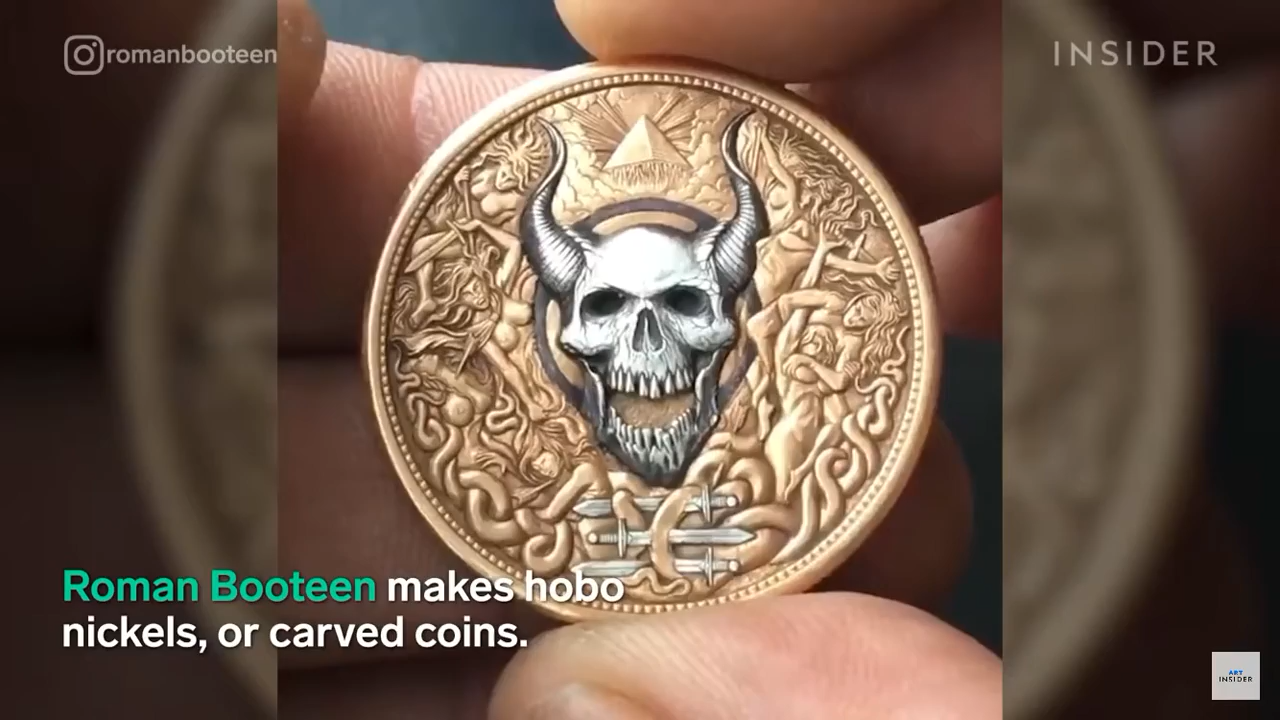 romanbooteen
INSIDER
Roman Booteen makes hobo
nickels, or carved coins.
ART
INSIDER